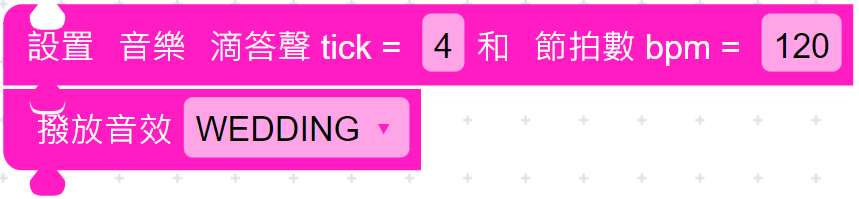 設置 音樂 滴答聲 tick = 4 和 節拍數 bpm = 120
撥放音效 WEDDING